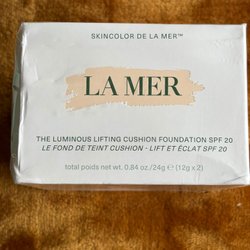 SKINCOLOR DE LA MER™
LA MER
THE LUMINOUS LIFTING CUSHION FOUNDATION SPF 20
LE FOND DE TEINT CUSHION - LIFT ET ÉCLAT SPF 20
total poids net wt. 0.84 oz./24g ℮ (12g x 2)